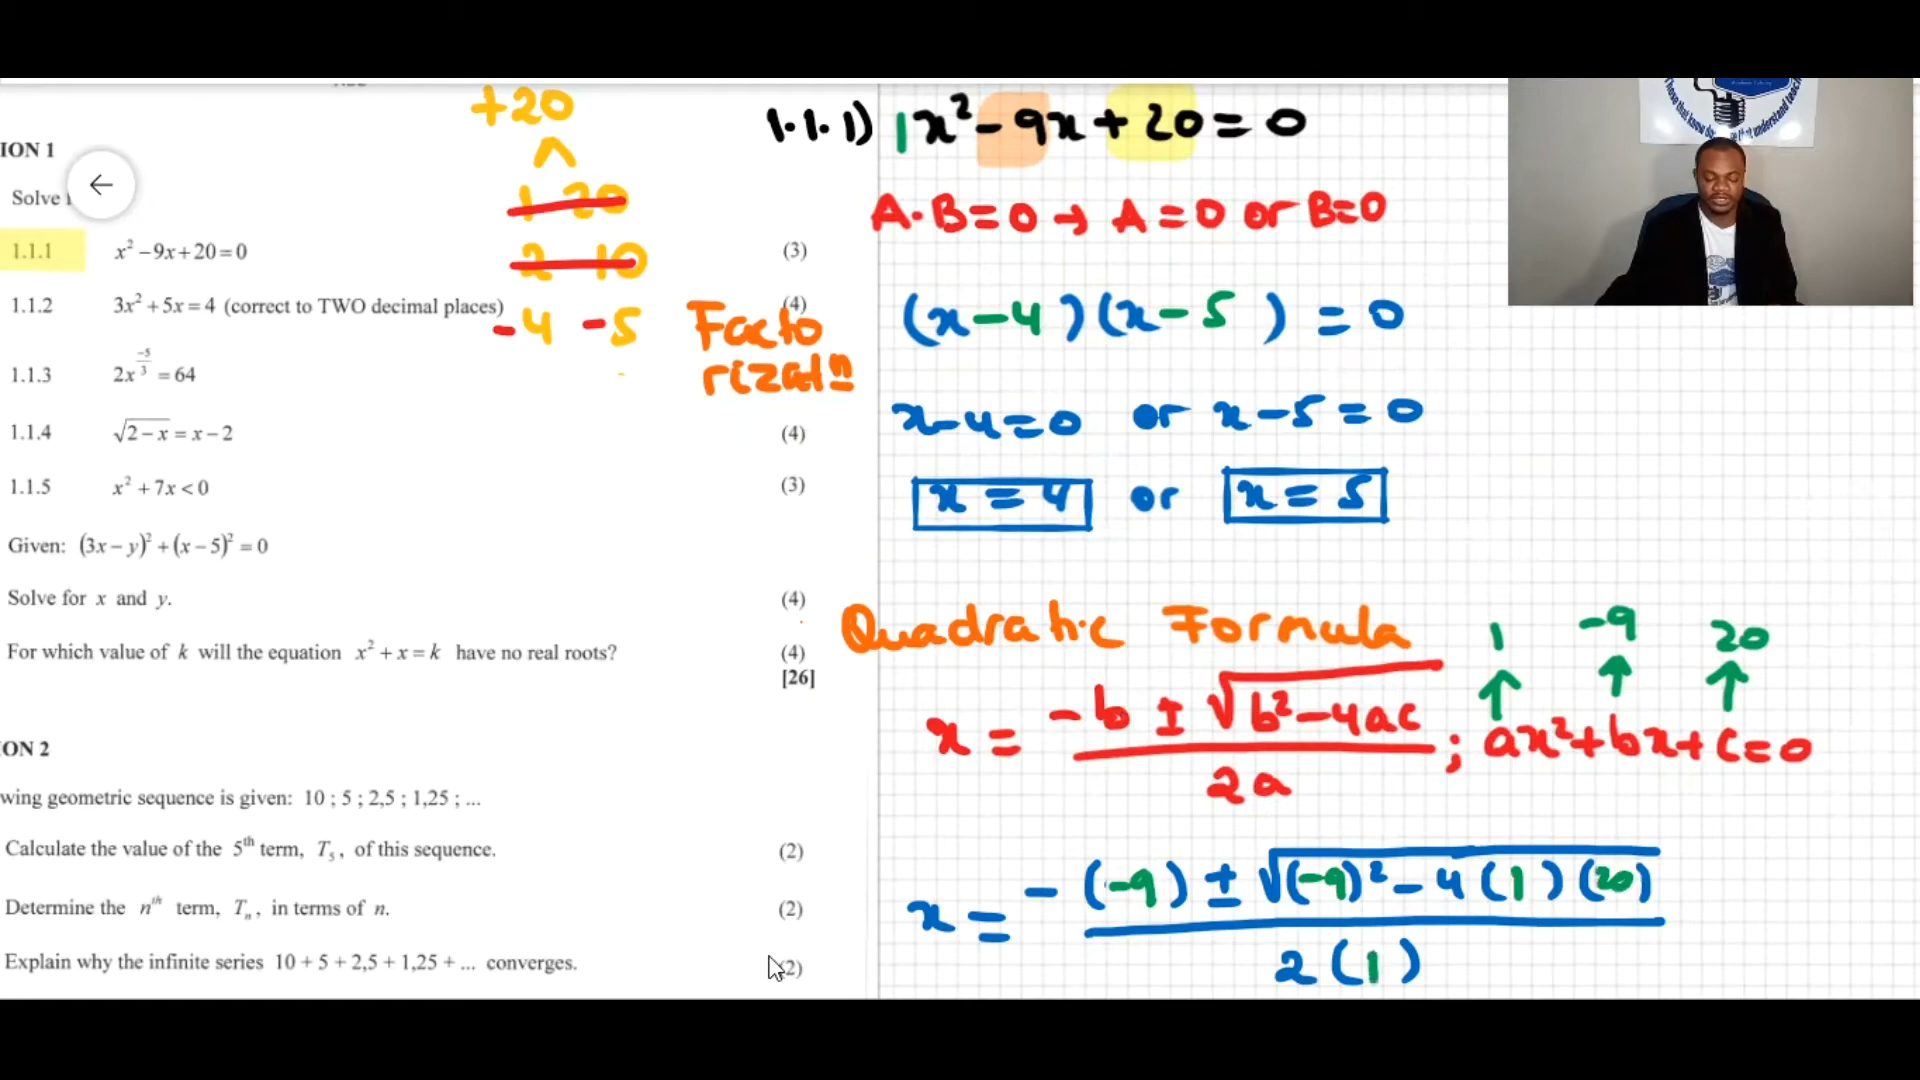 ION 1
Solve
1.1.1 x² − 9x + 20 = 0 (3)
1.1.2 3x² + 5x = 4 (correct to TWO decimal places) (4)
1.1.3 2x^(−5/3) = 64
1.1.4 √(2 − x) = x − 2 (4)
1.1.5 x² + 7x < 0 (3)
Given: (3x − y)² + (x − 5)² = 0
Solve for x and y. (4)
For which value of k will the equation x² + x = k have no real roots? (4)
[26]
ON 2
wing geometric sequence is given: 10 ; 5 ; 2,5 ; 1,25 ; ...
Calculate the value of the 5th term, T₅, of this sequence. (2)
Determine the nth term, Tₙ, in terms of n. (2)
Explain why the infinite series 10 + 5 + 2,5 + 1,25 + ... converges. (2)
+20
1 20
2 10
-4 -5
Facto
rizatn
1.1.1) 1x² - 9x + 20 = 0
A·B=0 → A=0 or B=0
(x-4)(x-5) = 0
x-4=0 or x-5=0
x=4 or x=5
Quadratic Formula
1 -9 20
x = (-b ± √(b²-4ac))/2a ; ax²+bx+c=0
x = (-(-9) ± √((-9)²-4(1)(20)))/2(1)